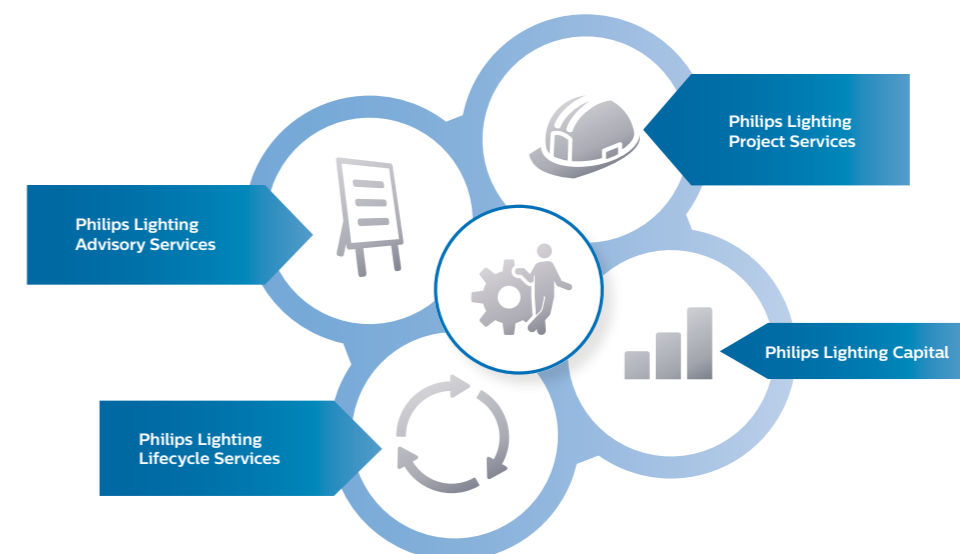 Philips Lighting
Project Services
Philips Lighting
Advisory Services
Philips Lighting Capital
Philips Lighting
Lifecycle Services